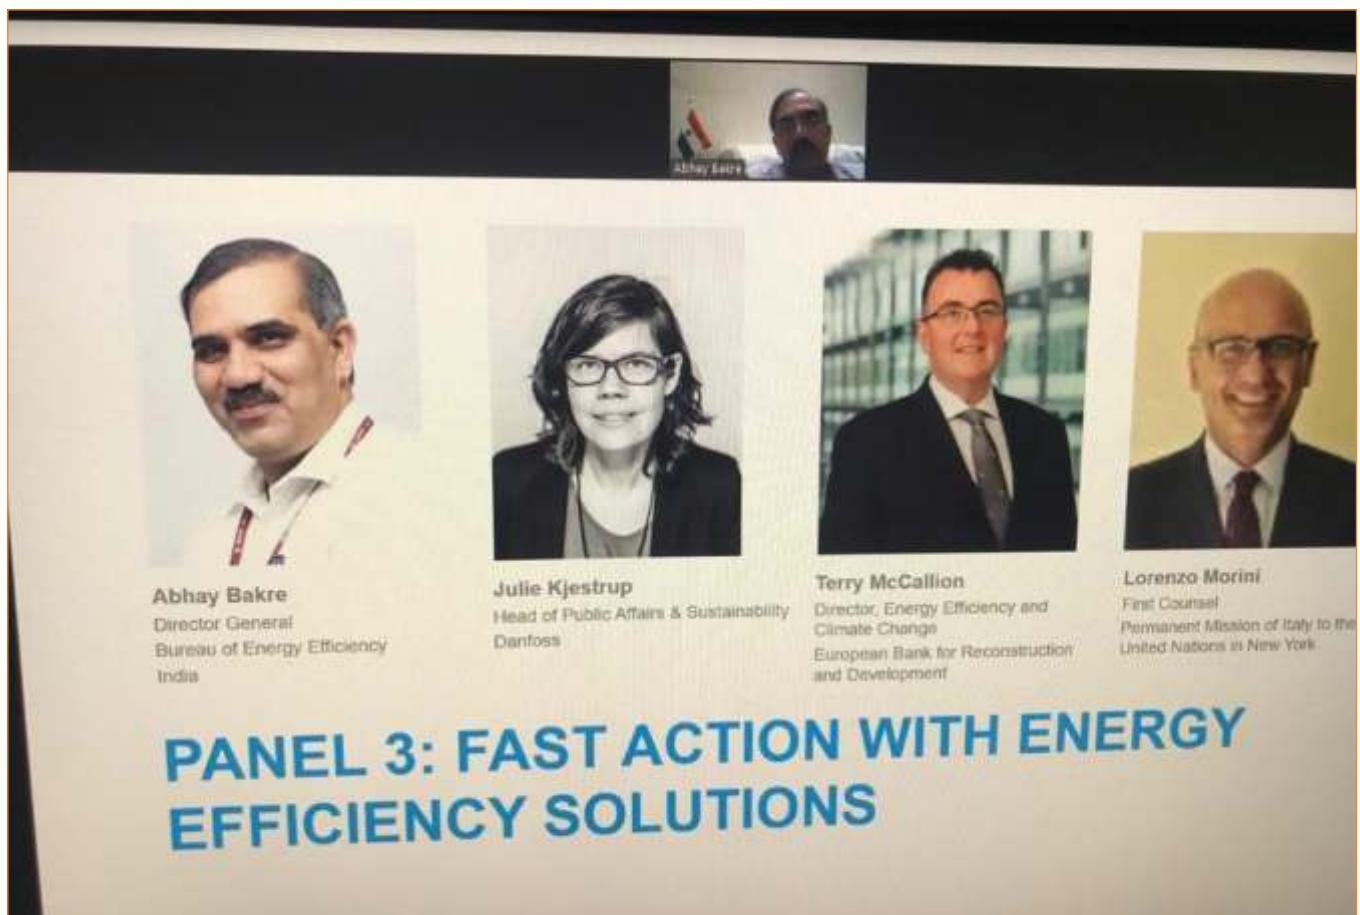 Abhay Bakre
Abhay Bakre
Director General
Bureau of Energy Efficiency
India
Julie Kjestrup
Head of Public Affairs & Sustainability
Danfoss
Terry McCallion
Director, Energy Efficiency and
Climate Change
European Bank for Reconstruction
and Development
Lorenzo Morini
First Counsel
Permanent Mission of Italy to the
United Nations in New York
PANEL 3: FAST ACTION WITH ENERGY
EFFICIENCY SOLUTIONS